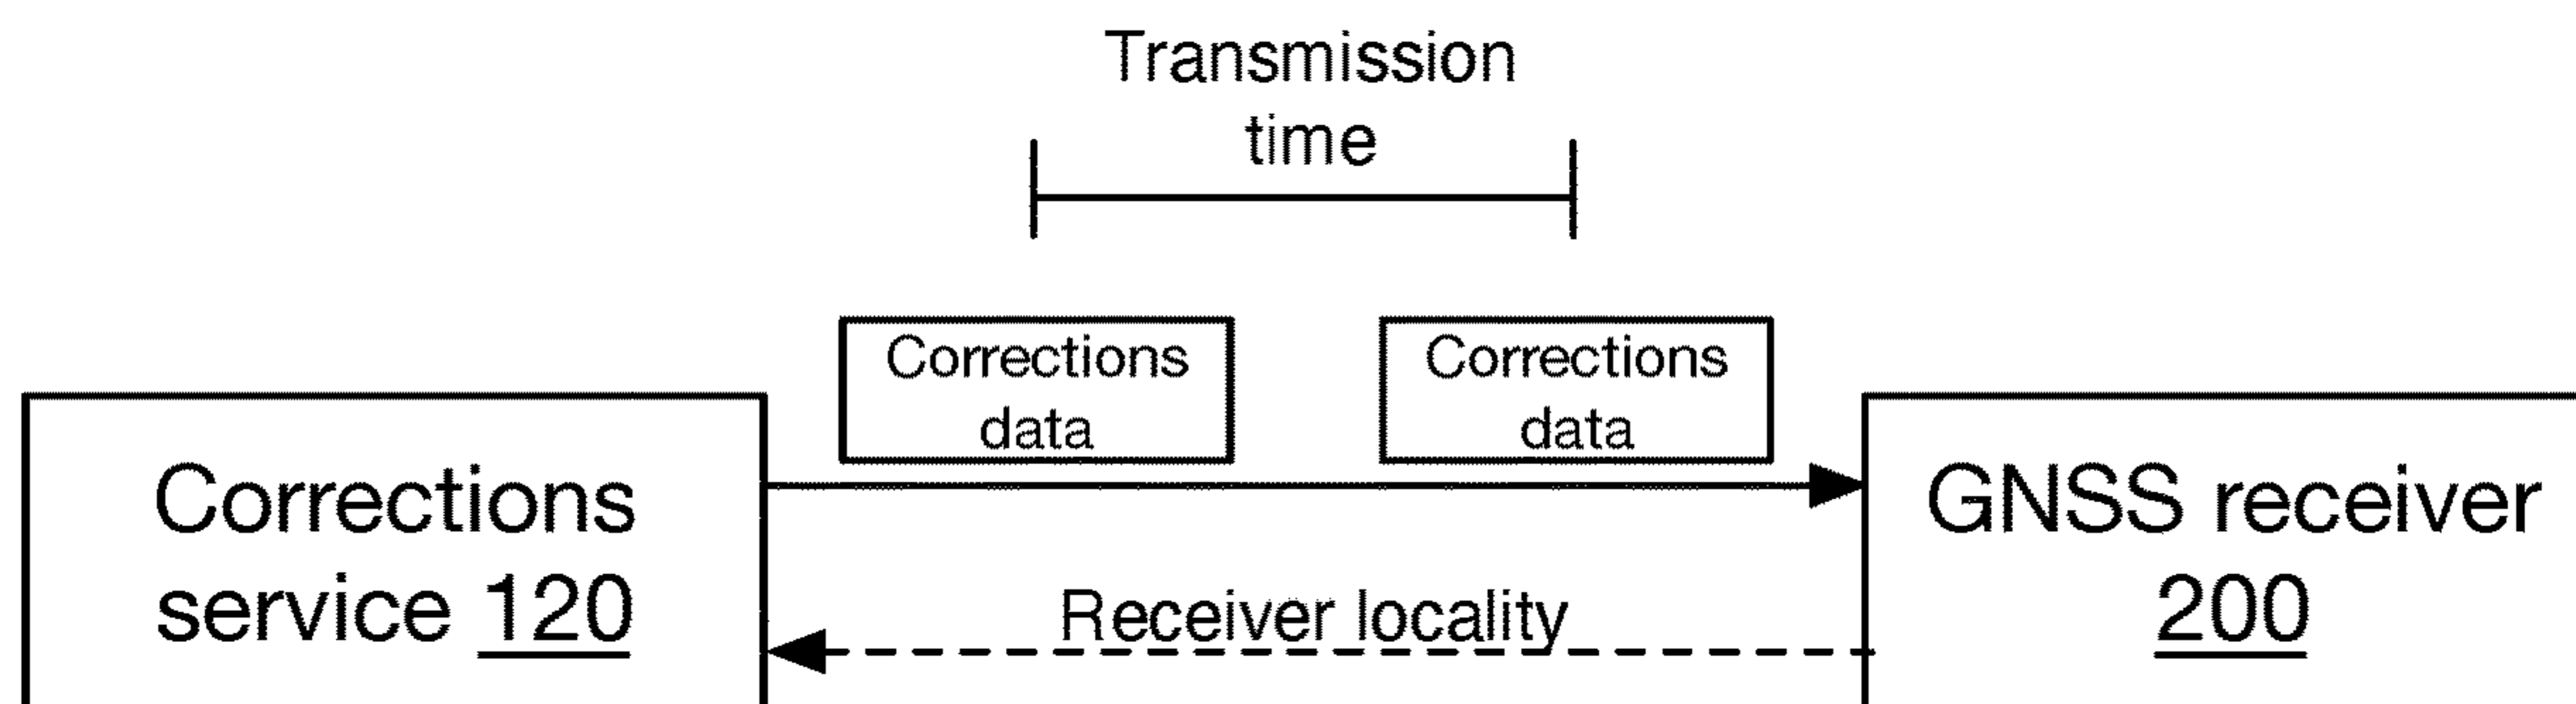 Transmission
time
Corrections
data
Corrections
data
Corrections
service 120
GNSS receiver
200
Receiver locality